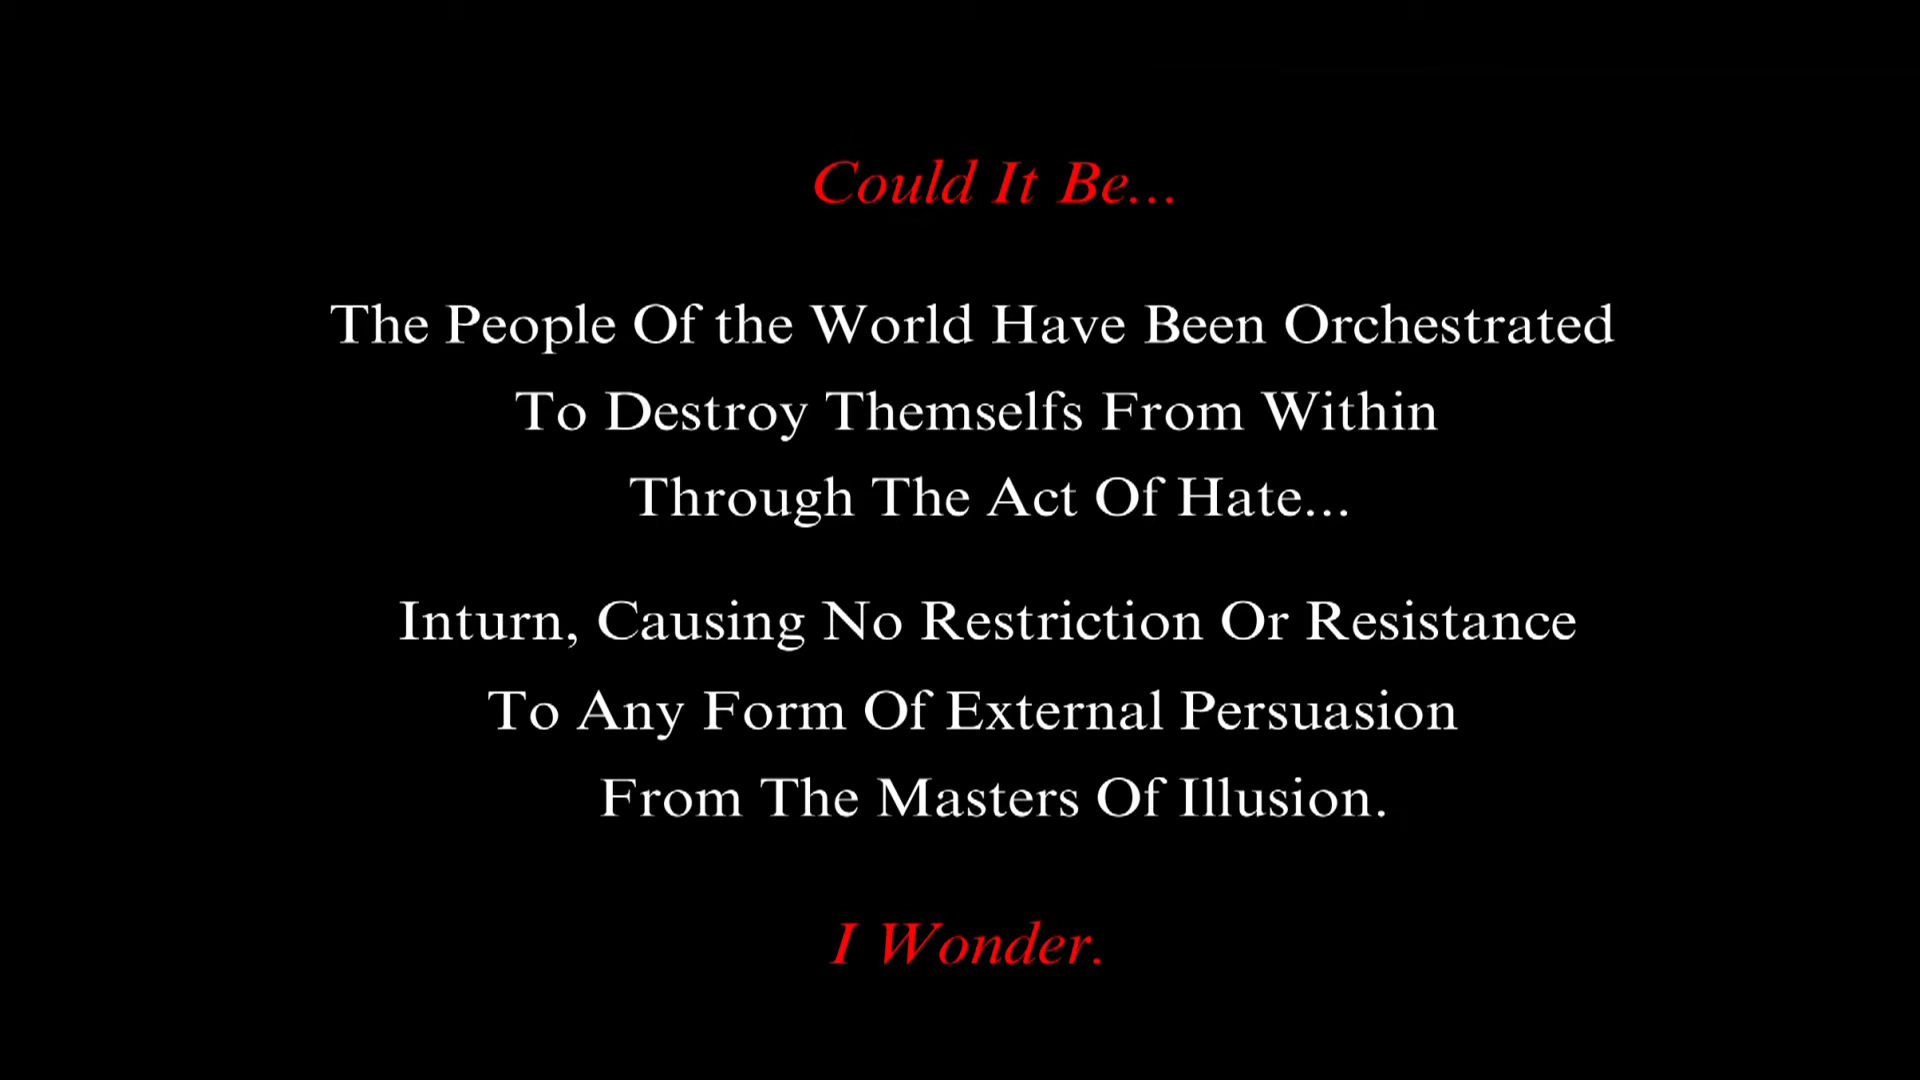 Could It Be...
The People Of the World Have Been Orchestrated
To Destroy Themselfs From Within
Through The Act Of Hate...
Inturn, Causing No Restriction Or Resistance
To Any Form Of External Persuasion
From The Masters Of Illusion.
I Wonder.